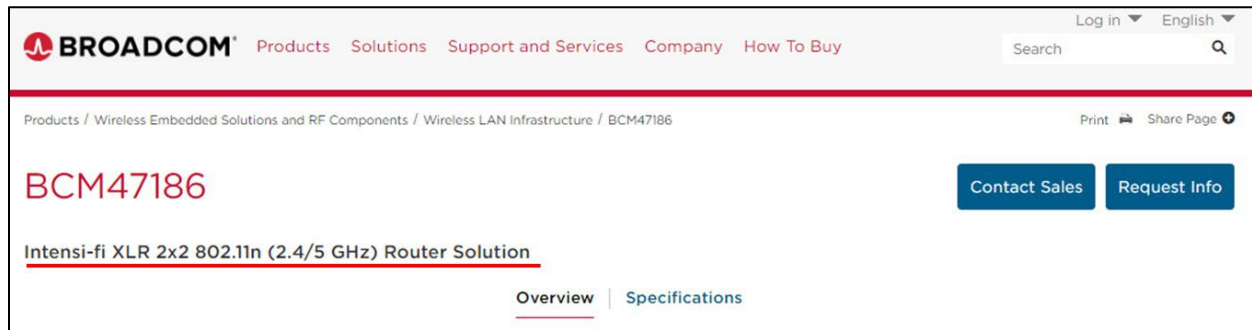 Log in English
BROADCOM Products Solutions Support and Services Company How To Buy Search
Products / Wireless Embedded Solutions and RF Components / Wireless LAN Infrastructure / BCM47186 Print Share Page
BCM47186 Contact Sales Request Info
Intensi-fi XLR 2x2 802.11n (2.4/5 GHz) Router Solution
Overview Specifications